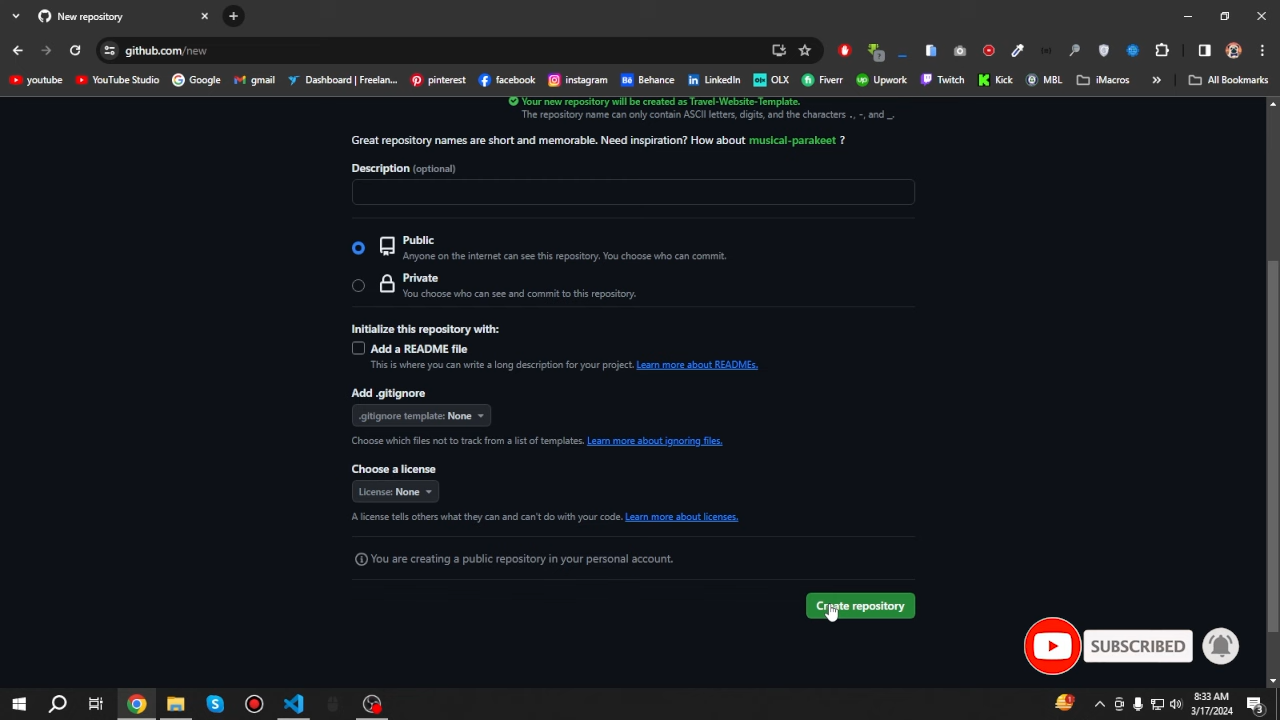 New repository
github.com/new
youtube
YouTube Studio
Google
gmail
Dashboard | Freelan...
pinterest
facebook
instagram
Behance
LinkedIn
OLX
Fiverr
Upwork
Twitch
Kick
MBL
iMacros
»
All Bookmarks
Your new repository will be created as Travel-Website-Template.
The repository name can only contain ASCII letters, digits, and the characters ., -, and _.
Great repository names are short and memorable. Need inspiration? How about musical-parakeet ?
Description (optional)
Public
Anyone on the internet can see this repository. You choose who can commit.
Private
You choose who can see and commit to this repository.
Initialize this repository with:
Add a README file
This is where you can write a long description for your project. Learn more about READMEs.
Add .gitignore
.gitignore template: None
Choose which files not to track from a list of templates. Learn more about ignoring files.
Choose a license
License: None
A license tells others what they can and can't do with your code. Learn more about licenses.
You are creating a public repository in your personal account.
Create repository
SUBSCRIBED
8:33 AM
3/17/2024